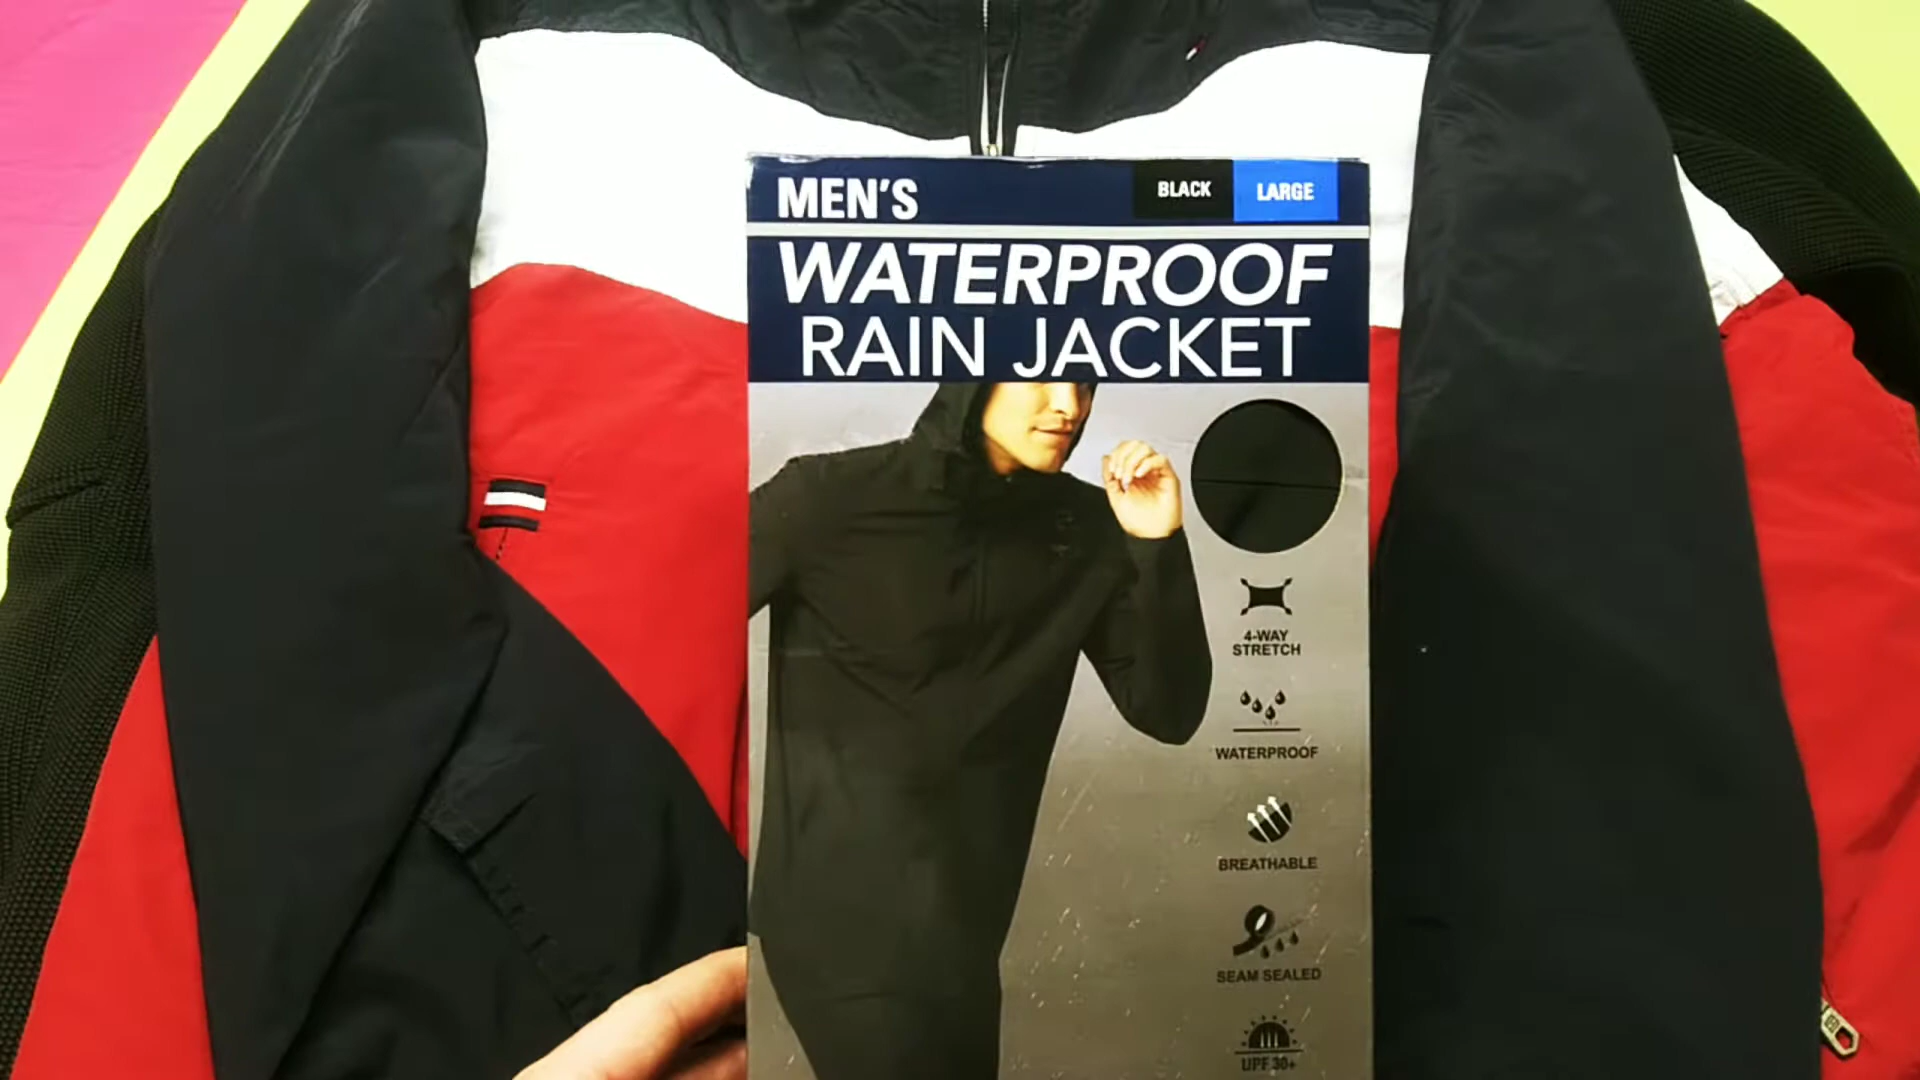 MEN'S
BLACK
LARGE
WATERPROOF
RAIN JACKET
4-WAY
STRETCH
WATERPROOF
BREATHABLE
SEAM SEALED
UPF 30+